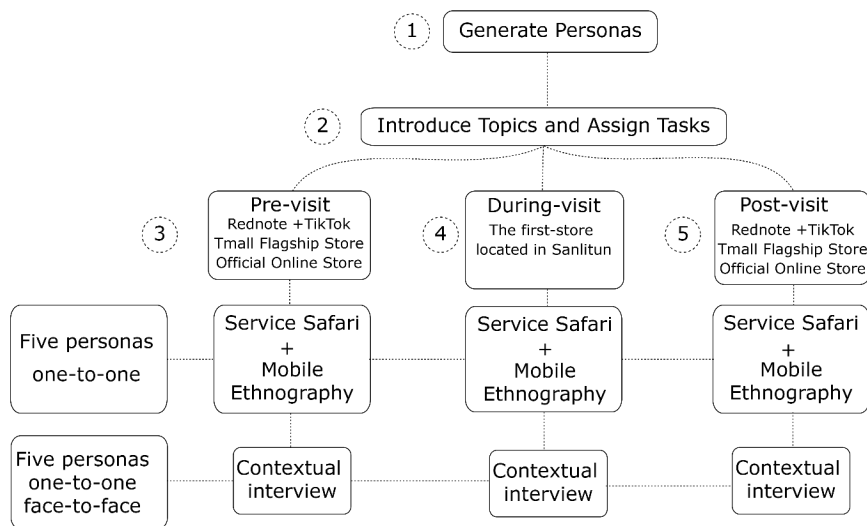 1
Generate Personas
2
Introduce Topics and Assign Tasks
3
Pre-visit
Rednote +TikTok
Tmall Flagship Store
Official Online Store
4
During-visit
The first-store
located in Sanlitun
5
Post-visit
Rednote +TikTok
Tmall Flagship Store
Official Online Store
Five personas
one-to-one
Service Safari
+
Mobile
Ethnography
Service Safari
+
Mobile
Ethnography
Service Safari
+
Mobile
Ethnography
Five personas
one-to-one
face-to-face
Contextual
interview
Contextual
interview
Contextual
interview